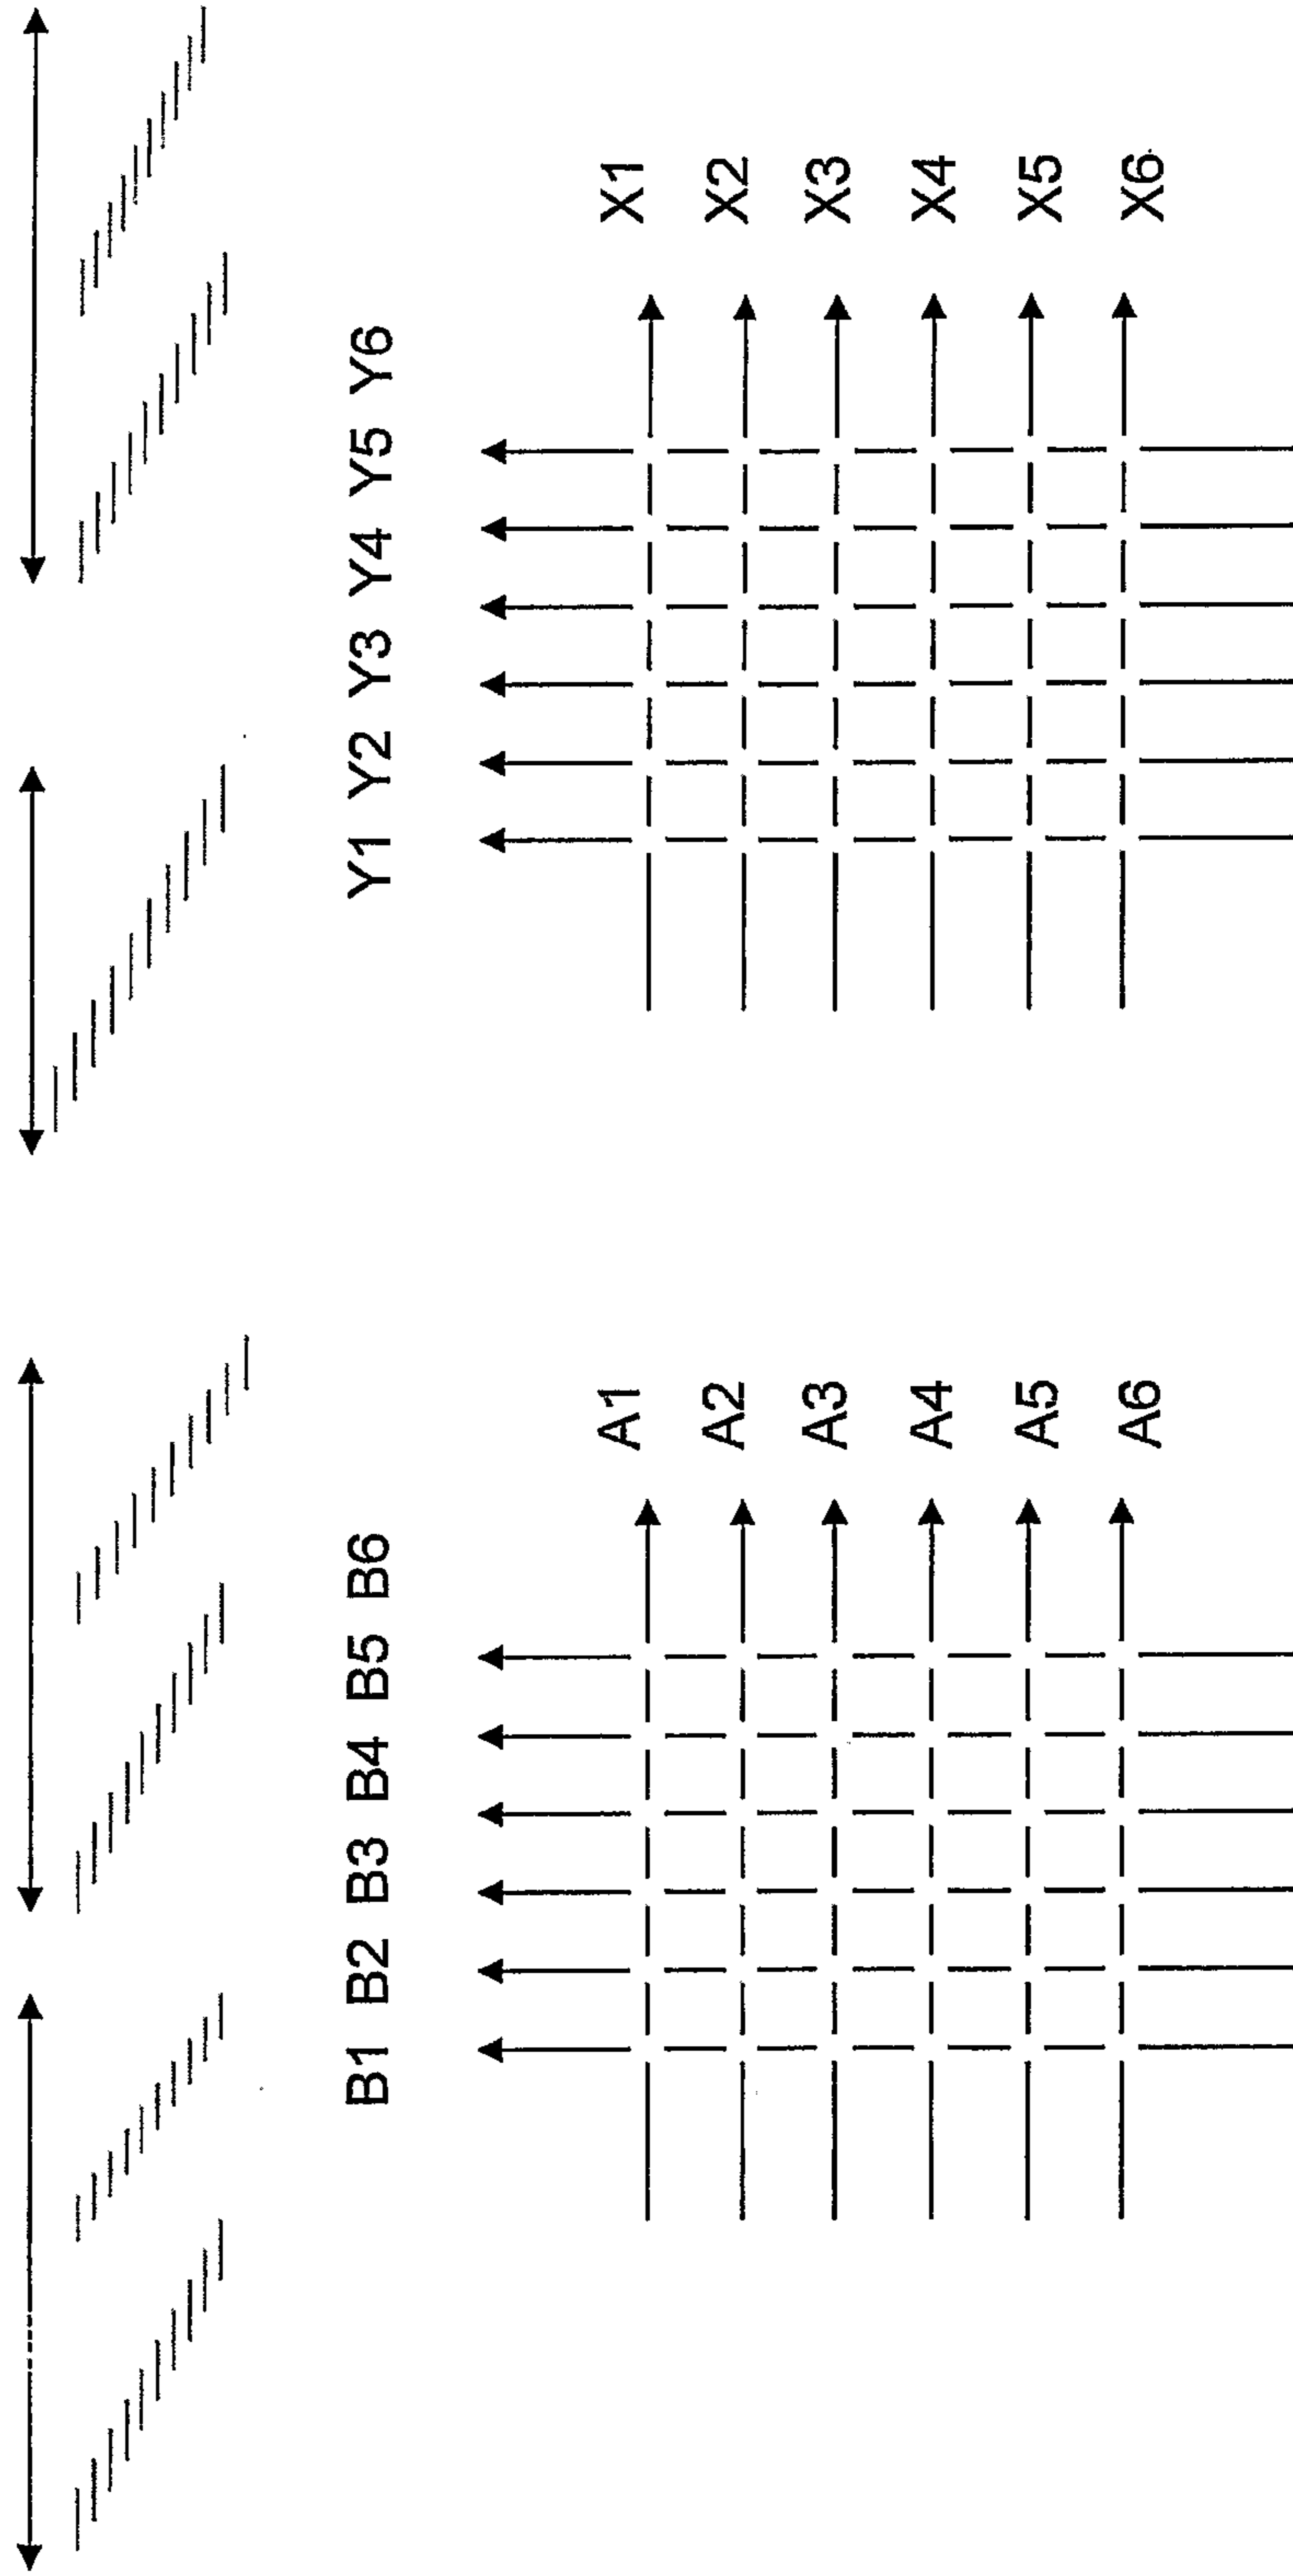 Y1 Y2 Y3 Y4 Y5 Y6
X1
X2
X3
X4
X5
X6
B1 B2 B3 B4 B5 B6
A1
A2
A3
A4
A5
A6